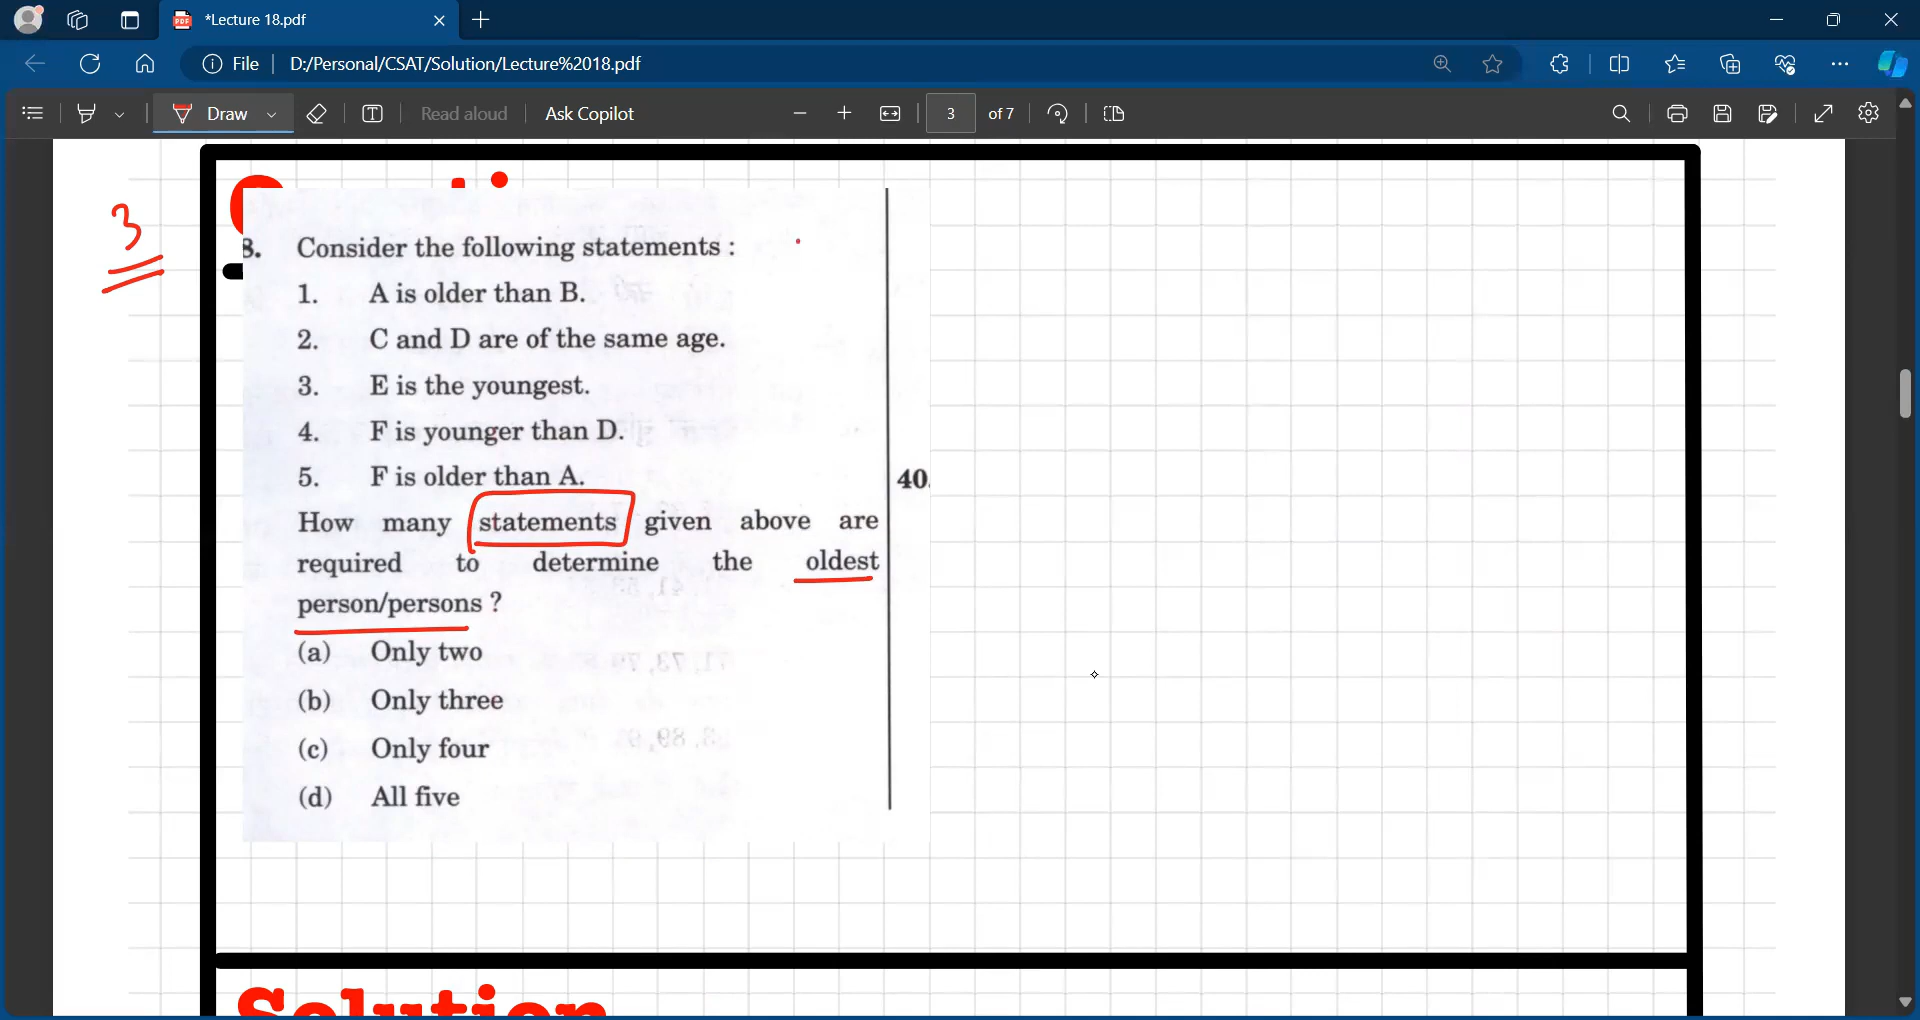 *Lecture 18.pdf
File
D:/Personal/CSAT/Solution/Lecture%2018.pdf
Draw
Read aloud
Ask Copilot
3
of 7
3
8.
Consider the following statements :
1. A is older than B.
2. C and D are of the same age.
3. E is the youngest.
4. F is younger than D.
5. F is older than A.
40.
How many statements given above are
required to determine the oldest
person/persons ?
(a) Only two
(b) Only three
(c) Only four
(d) All five
Solution